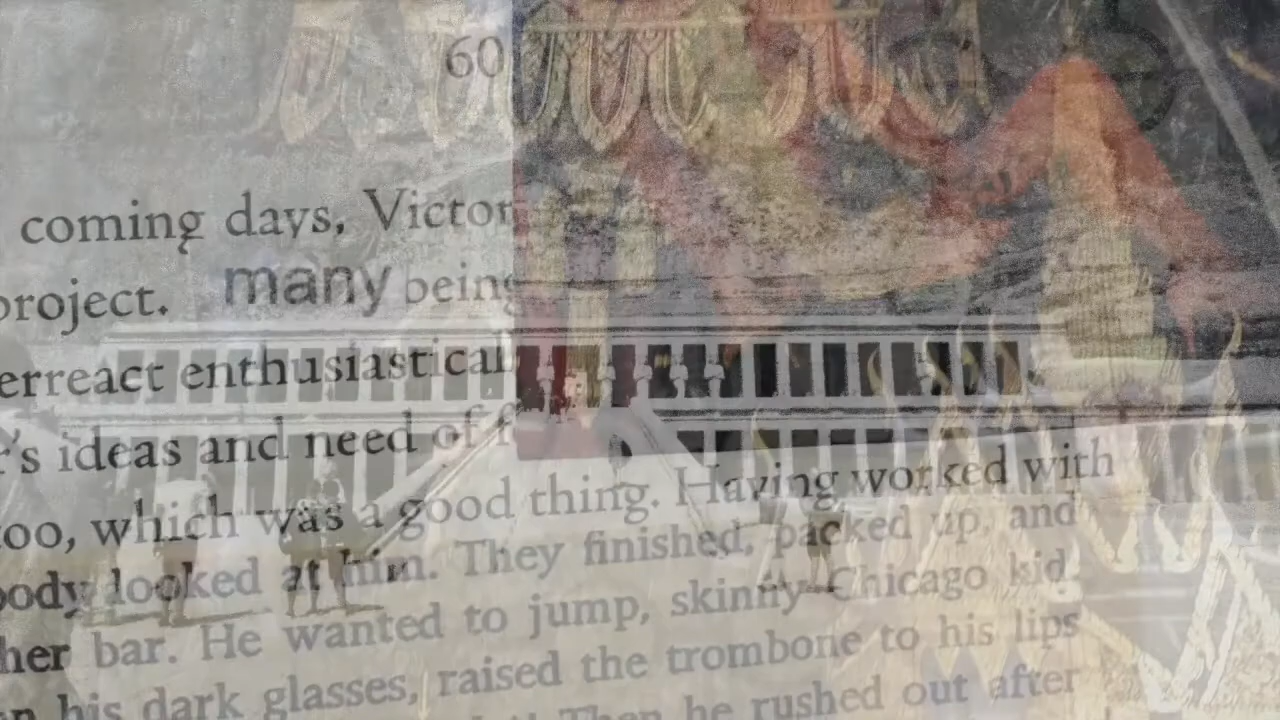 60
coming days, Victor
project. many being
erreact enthusiastical
r's ideas and need of f
too, which was a good thing. Having worked with
body looked at him. They finished, packed up, and
her bar. He wanted to jump, skinny Chicago kid
on his dark glasses, raised the trombone to his lips
Then he rushed out after